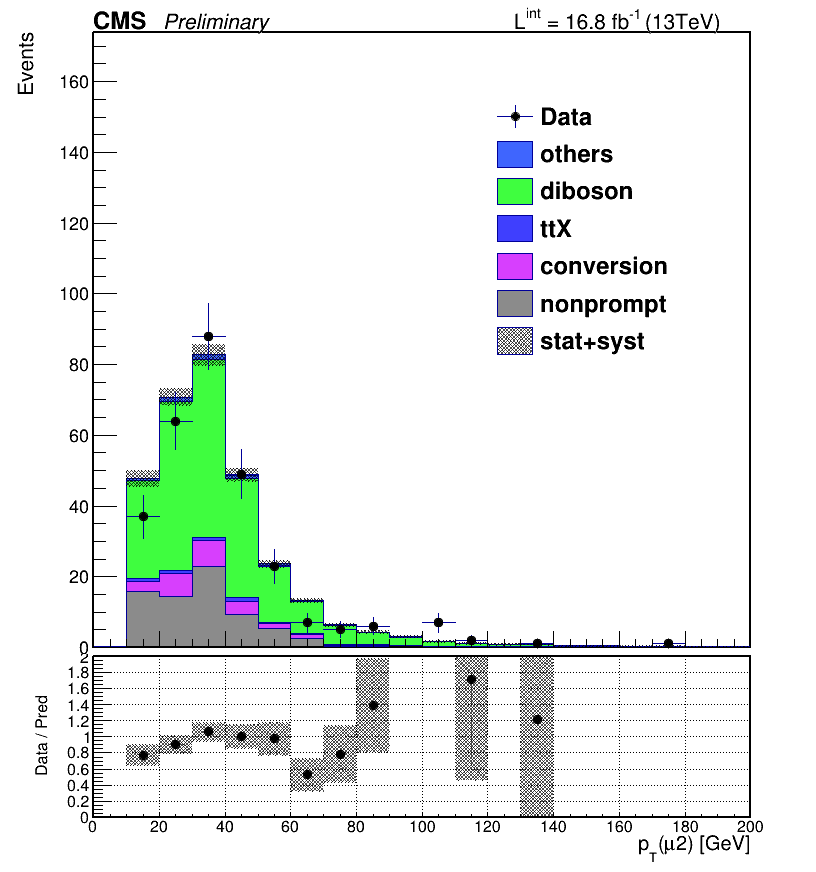 CMS Preliminary L^int = 16.8 fb^-1 (13TeV)
Events
160
140
120
100
80
60
40
20
0
Data
others
diboson
ttX
conversion
nonprompt
stat+syst
Data / Pred
2
1.8
1.6
1.4
1.2
1
0.8
0.6
0.4
0.2
0
0 20 40 60 80 100 120 140 160 180 200
p_T(μ2) [GeV]